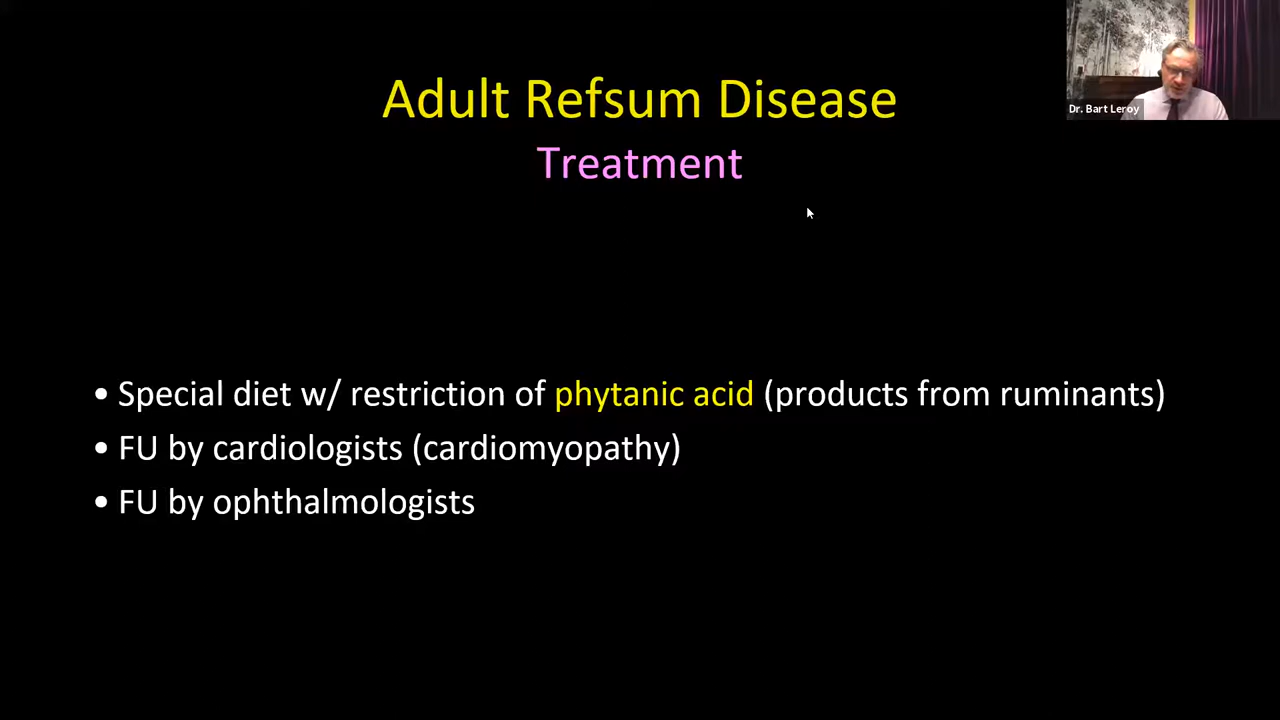 Dr. Bart Leroy
Adult Refsum Disease
Treatment
• Special diet w/ restriction of phytanic acid (products from ruminants)
• FU by cardiologists (cardiomyopathy)
• FU by ophthalmologists